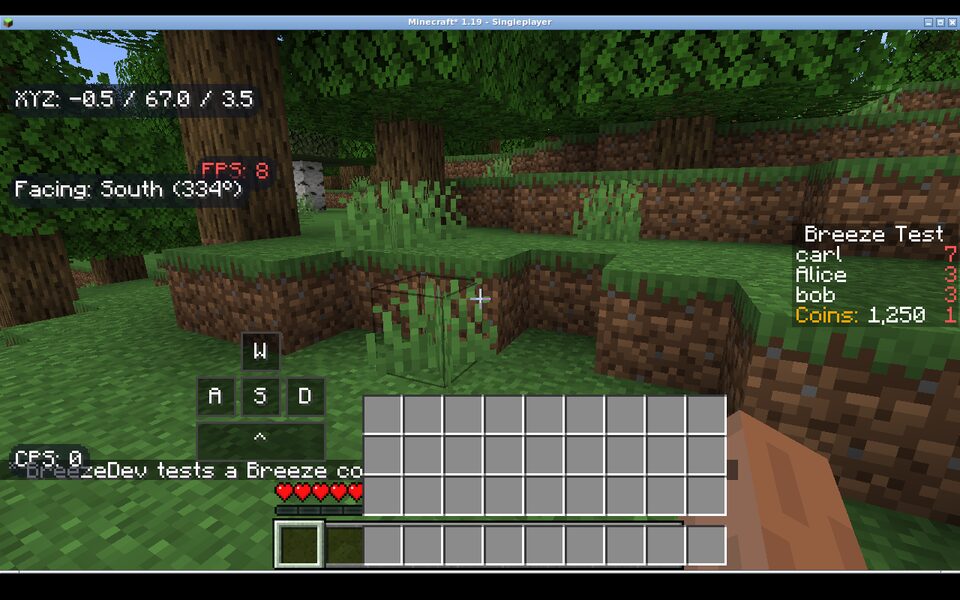 Minecraft* 1.19 - Singleplayer
XYZ: -0.5 / 67.0 / 3.5
FPS: 8
Facing: South (334º)
Breeze Test
carl 7
Alice 3
bob 3
Coins: 1,250 1
W
A S D
^
CPS: 0
BreezeDev tests a Breeze co